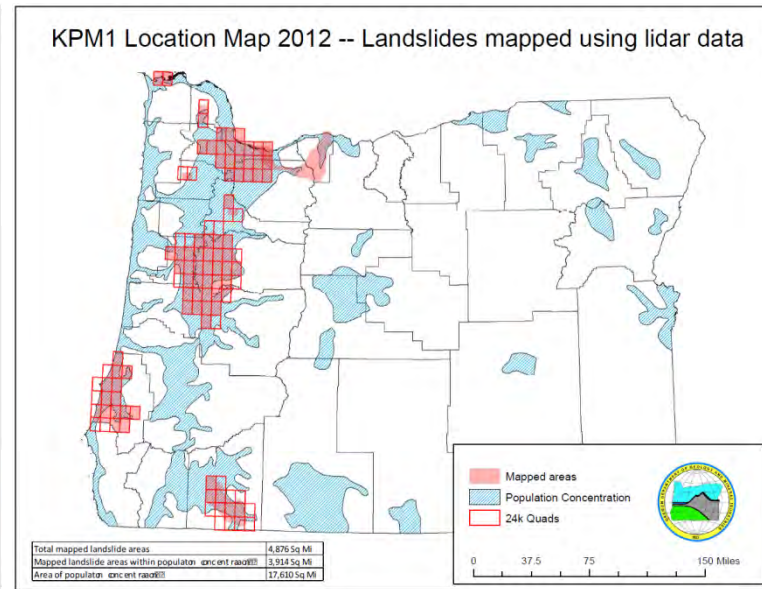 KPM1 Location Map 2012 -- Landslides mapped using lidar data
Mapped areas
Population Concentration
24k Quads
0 37.5 75 150 Miles
Total mapped landslide areas 4,876 Sq Mi
Mapped landslide areas within populaton 3,914 Sq Mi
Area of populaton 17,610 Sq Mi